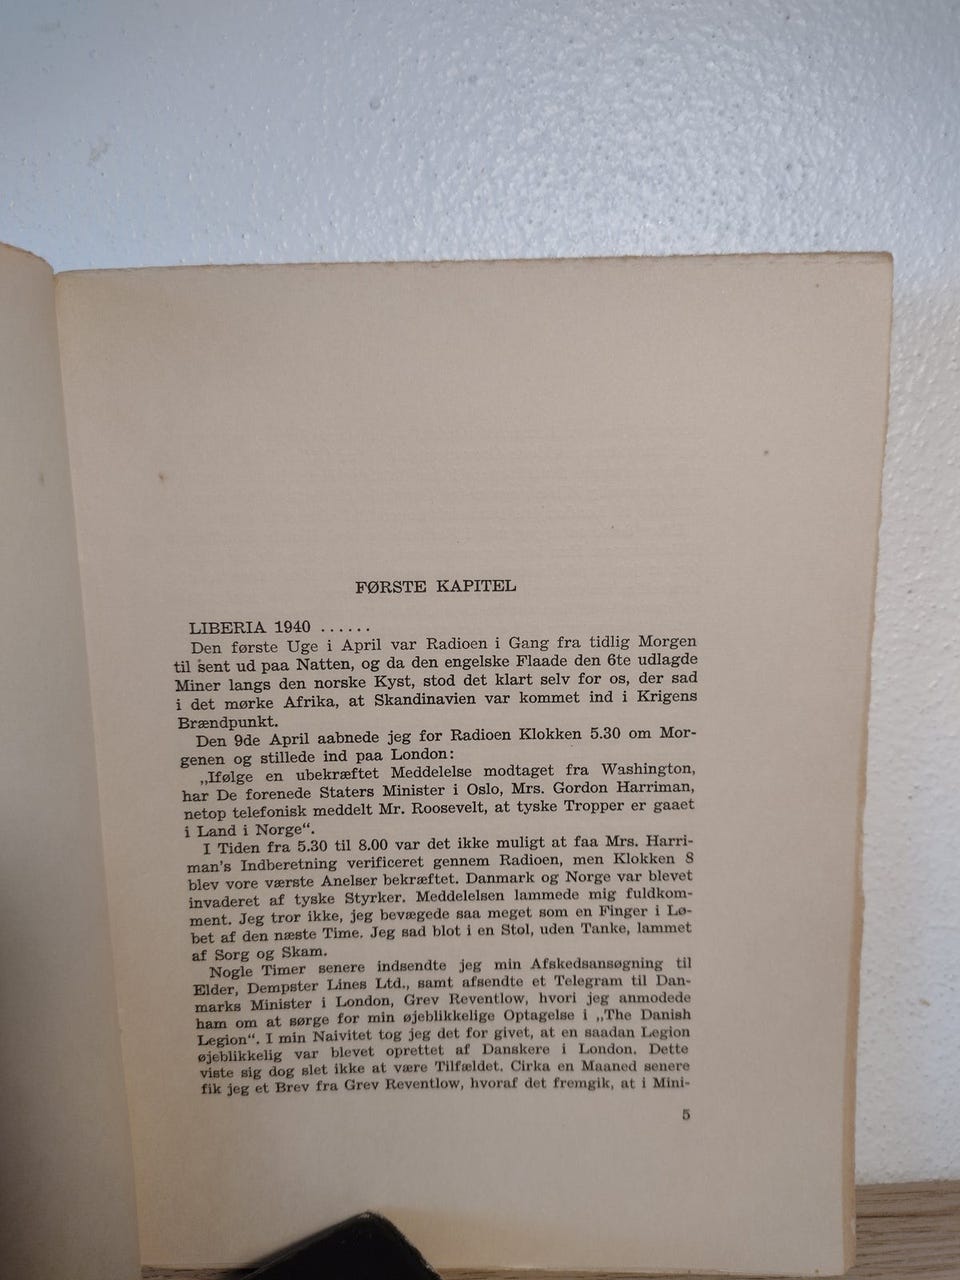 FØRSTE KAPITEL
LIBERIA 1940 ......
Den første Uge i April var Radioen i Gang fra tidlig Morgen
til sent ud paa Natten, og da den engelske Flaade den 6te udlagde
Miner langs den norske Kyst, stod det klart selv for os, der sad
i det mørke Afrika, at Skandinavien var kommet ind i Krigens
Brændpunkt.
Den 9de April aabnede jeg for Radioen Klokken 5.30 om Mor-
genen og stillede ind paa London:
„Ifølge en ubekræftet Meddelelse modtaget fra Washington,
har De forenede Staters Minister i Oslo, Mrs. Gordon Harriman,
netop telefonisk meddelt Mr. Roosevelt, at tyske Tropper er gaaet
i Land i Norge“.
I Tiden fra 5.30 til 8.00 var det ikke muligt at faa Mrs. Harri-
man's Indberetning verificeret gennem Radioen, men Klokken 8
blev vore værste Anelser bekræftet. Danmark og Norge var blevet
invaderet af tyske Styrker. Meddelelsen lammede mig fuldkom-
ment. Jeg tror ikke, jeg bevægede saa meget som en Finger i Lø-
bet af den næste Time. Jeg sad blot i en Stol, uden Tanke, lammet
af Sorg og Skam.
Nogle Timer senere indsendte jeg min Afskedsansøgning til
Elder, Dempster Lines Ltd., samt afsendte et Telegram til Dan-
marks Minister i London, Grev Reventlow, hvori jeg anmodede
ham om at sørge for min øjeblikkelige Optagelse i „The Danish
Legion“. I min Naivitet tog jeg det for givet, at en saadan Legion
øjeblikkelig var blevet oprettet af Danskere i London. Dette
viste sig dog slet ikke at være Tilfældet. Cirka en Maaned senere
fik jeg et Brev fra Grev Reventlow, hvoraf det fremgik, at i Mini-
5